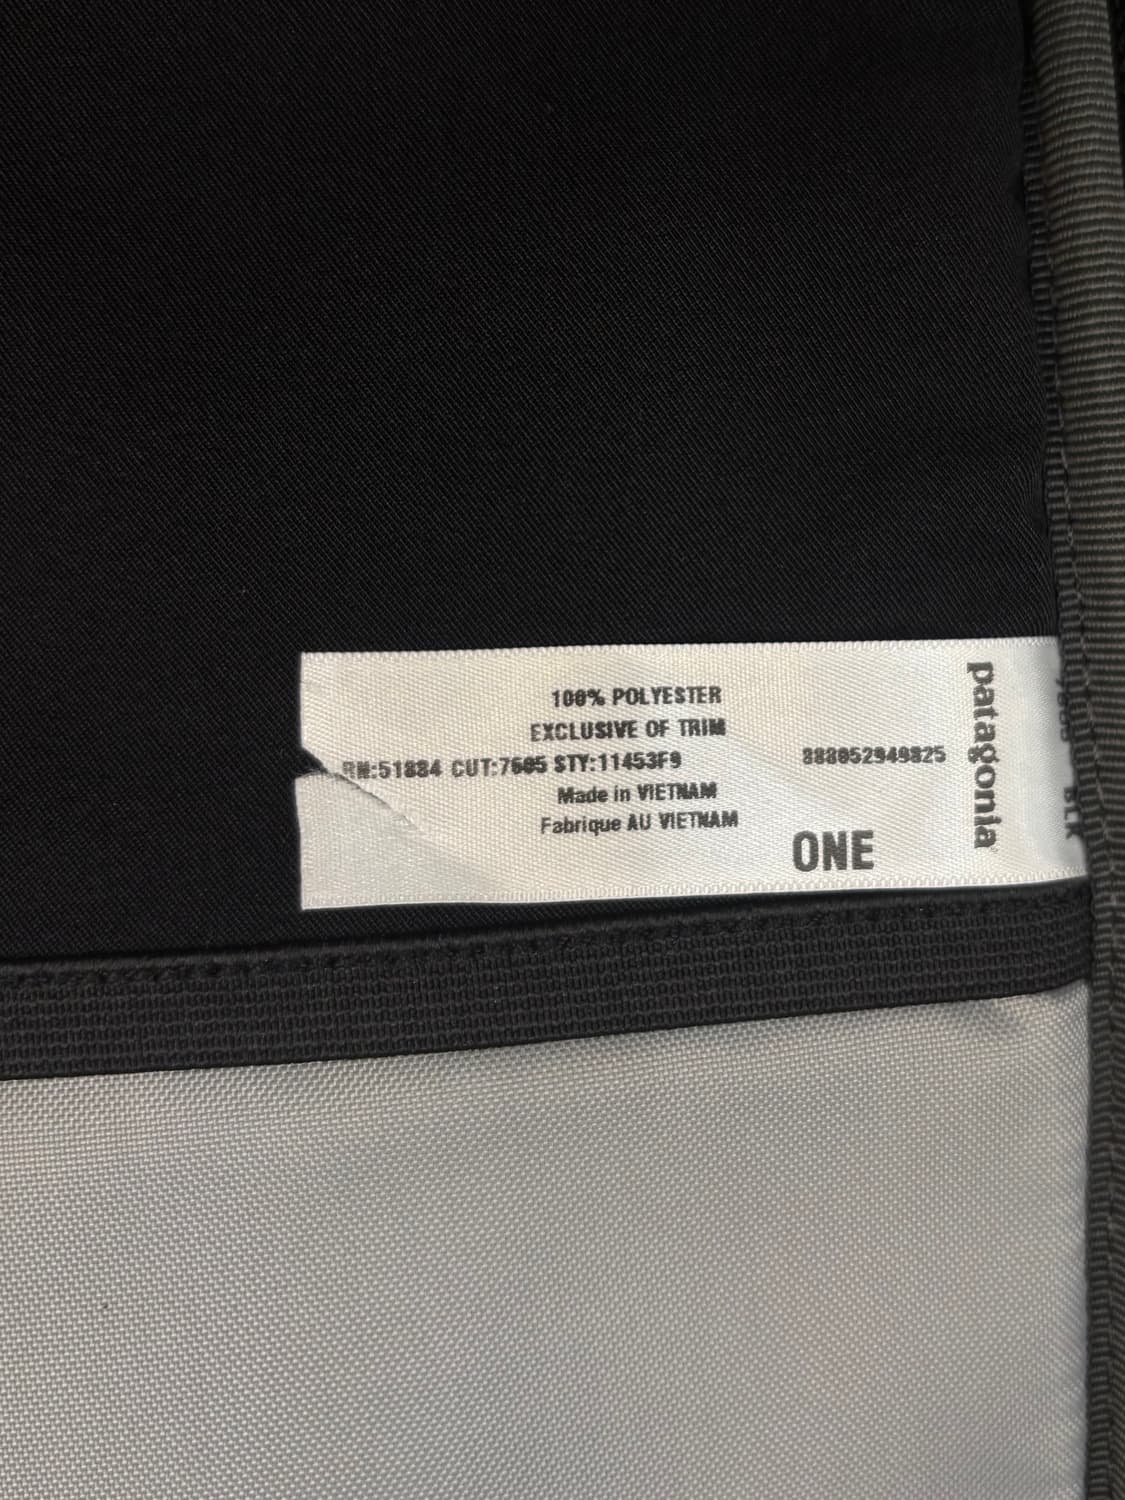 100% POLYESTER
EXCLUSIVE OF TRIM
RN:51884 CUT:7605 STY:11453F9
Made in VIETNAM
Fabrique AU VIETNAM
888052949825
ONE
patagonia
BLK